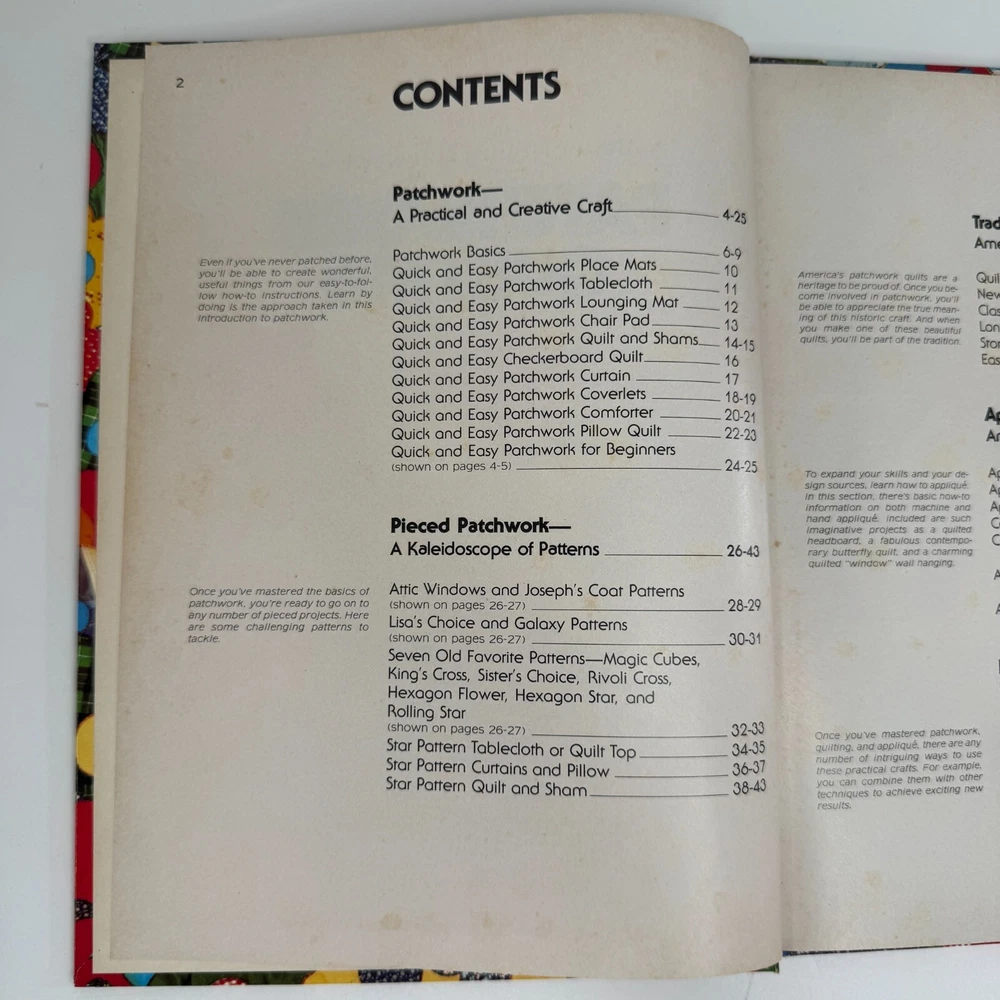 2
CONTENTS
Patchwork—
A Practical and Creative Craft 4-25
Even if you've never patched before,
you'll be able to create wonderful,
useful things from our easy-to-fol-
low how-to instructions. Learn by
doing is the approach taken in this
introduction to patchwork.
Patchwork Basics 6-9
Quick and Easy Patchwork Place Mats 10
Quick and Easy Patchwork Tablecloth 11
Quick and Easy Patchwork Lounging Mat 12
Quick and Easy Patchwork Chair Pad 13
Quick and Easy Patchwork Quilt and Shams 14-15
Quick and Easy Checkerboard Quilt 16
Quick and Easy Patchwork Curtain 17
Quick and Easy Patchwork Coverlets 18-19
Quick and Easy Patchwork Comforter 20-21
Quick and Easy Patchwork Pillow Quilt 22-23
Quick and Easy Patchwork for Beginners
(shown on pages 4-5) 24-25
Pieced Patchwork—
A Kaleidoscope of Patterns 26-43
Once you've mastered the basics of
patchwork, you're ready to go on to
any number of pieced projects. Here
are some challenging patterns to
tackle.
Attic Windows and Joseph's Coat Patterns
(shown on pages 26-27) 28-29
Lisa's Choice and Galaxy Patterns
(shown on pages 26-27) 30-31
Seven Old Favorite Patterns—Magic Cubes,
King's Cross, Sister's Choice, Rivoli Cross,
Hexagon Flower, Hexagon Star, and
Rolling Star
(shown on pages 26-27) 32-33
Star Pattern Tablecloth or Quilt Top 34-35
Star Pattern Curtains and Pillow 36-37
Star Pattern Quilt and Sham 38-43
America's patchwork quilts are a
heritage to be proud of. Once you be-
come involved in patchwork, you'll
be able to appreciate the true mean-
ing of this historic craft. And when
you make one of these beautiful
quilts, you'll be part of the tradition.
To expand your skills and your de-
sign sources, learn how to appliqué.
In this section, there's basic how-to
information on both machine and
hand appliqué. Included are such
imaginative projects as a quilted
headboard, a fabulous contempo-
rary butterfly quilt, and a charming
quilted "window" wall hanging.
Once you've mastered patchwork,
quilting, and appliqué, there are any
number of intriguing ways to use
these practical crafts. For example,
you can combine them with other
techniques to achieve exciting new
results.